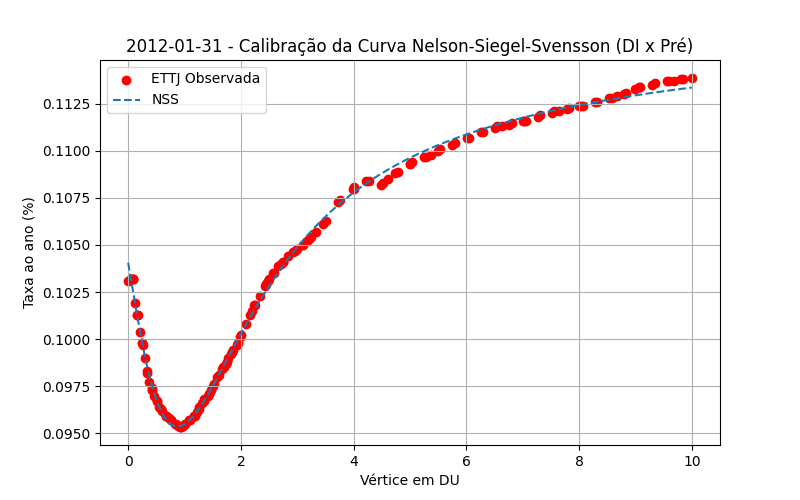 2012-01-31 - Calibração da Curva Nelson-Siegel-Svensson (DI x Pré)
ETTJ Observada
NSS
Taxa ao ano (%)
0.1125
0.1100
0.1075
0.1050
0.1025
0.1000
0.0975
0.0950
0 2 4 6 8 10
Vértice em DU